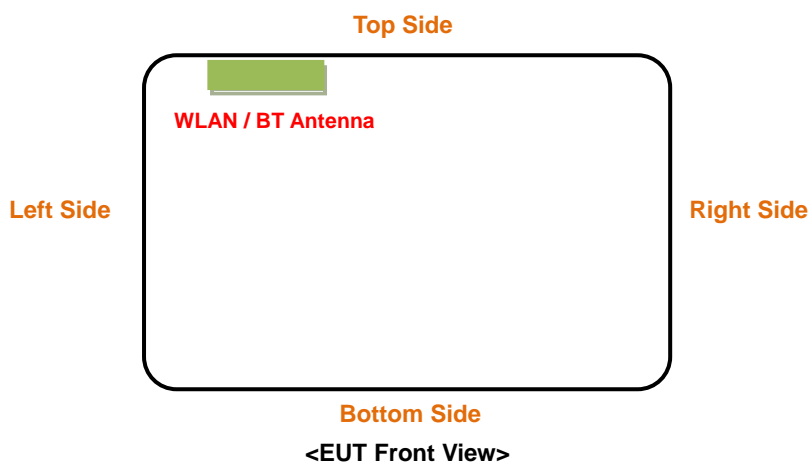 Top Side
WLAN / BT Antenna
Left Side
Right Side
Bottom Side
<EUT Front View>